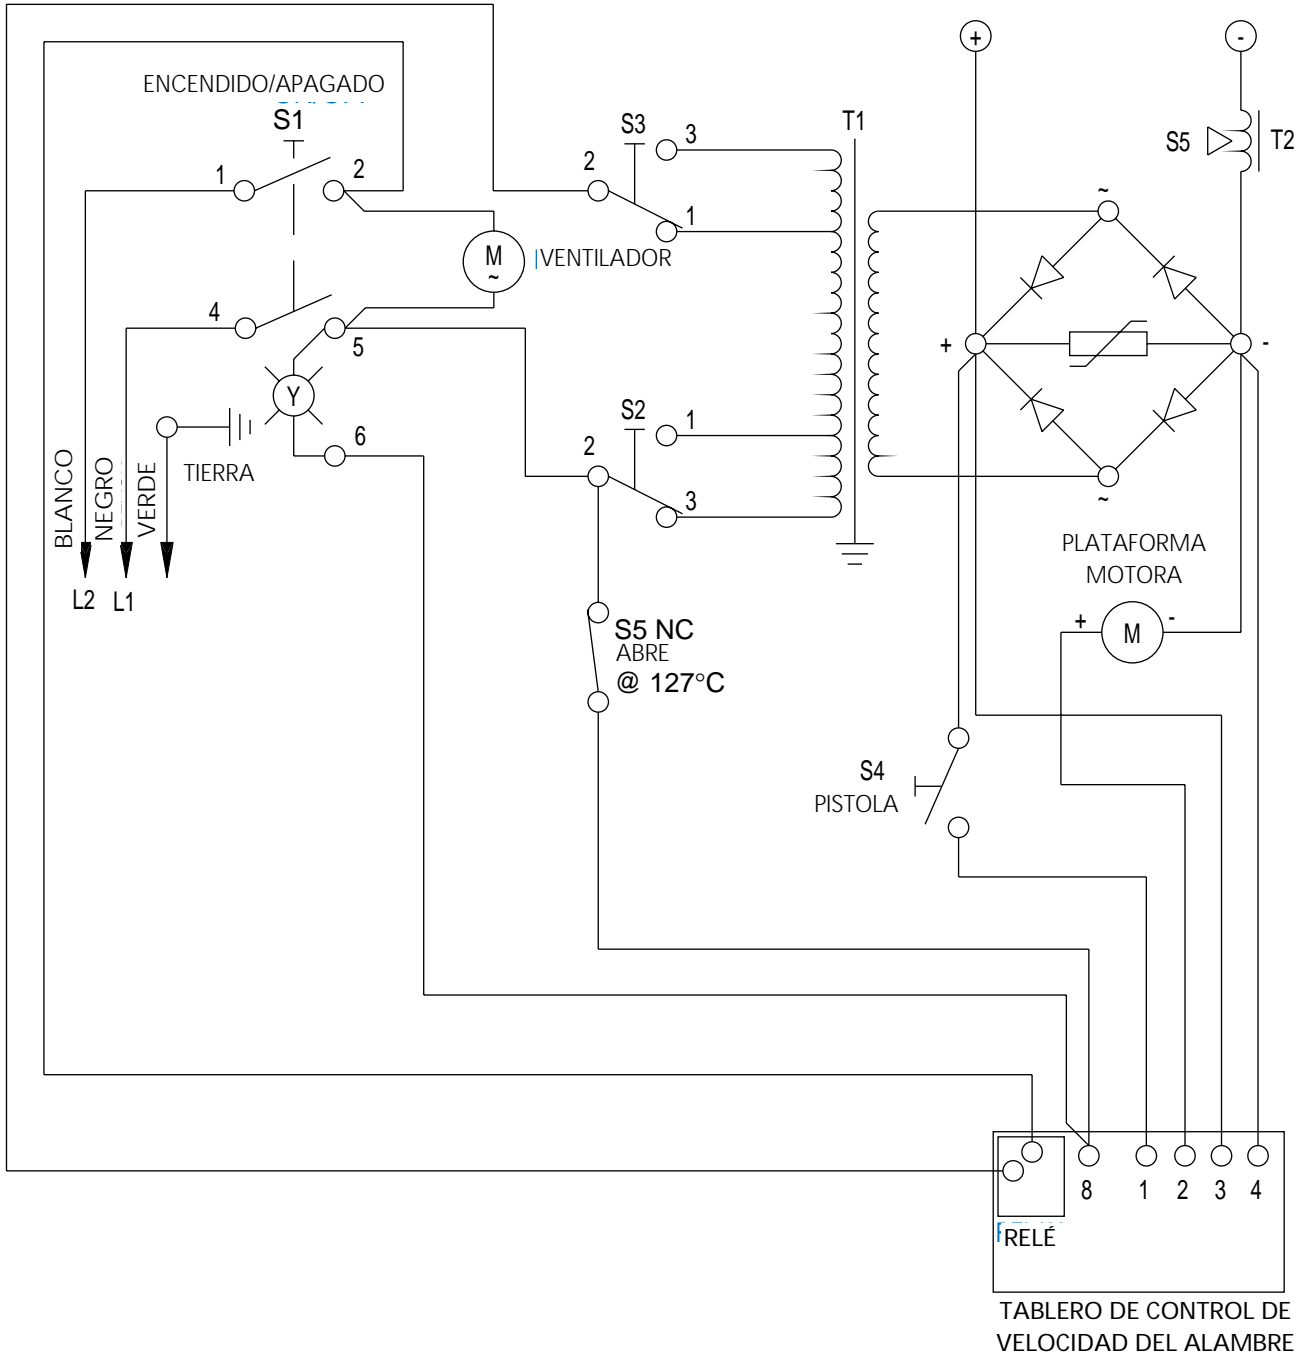 ENCENDIDO/APAGADO
S1
1
2
4
5
6
M
~
VENTILADOR
Y
TIERRA
BLANCO
NEGRO
VERDE
L2
L1
S3
2
3
1
S2
2
1
3
T1
S5 NC
ABRE
@ 127°C
+
-
S5
T2
~
+
-
~
PLATAFORMA
MOTORA
+
M
-
S4
PISTOLA
8
1
2
3
4
RELÉ
TABLERO DE CONTROL DE
VELOCIDAD DEL ALAMBRE